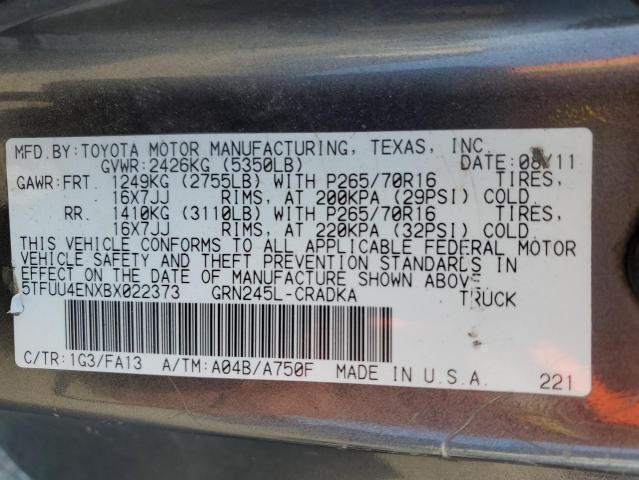 MFD.BY:TOYOTA MOTOR MANUFACTURING, TEXAS, INC.
GVWR:2426KG (5350LB) DATE:08/11
GAWR:FRT. 1249KG (2755LB) WITH P265/70R16 TIRES,
16X7JJ RIMS, AT 200KPA (29PSI) COLD
RR. 1410KG (3110LB) WITH P265/70R16 TIRES,
16X7JJ RIMS, AT 220KPA (32PSI) COLD
THIS VEHICLE CONFORMS TO ALL APPLICABLE FEDERAL MOTOR
VEHICLE SAFETY AND THEFT PREVENTION STANDARDS IN
EFFECT ON THE DATE OF MANUFACTURE SHOWN ABOVE.
5TFUU4ENXBX022373 GRN245L-CRADKA TRUCK
C/TR:1G3/FA13 A/TM:A04B/A750F MADE IN U.S.A.
221